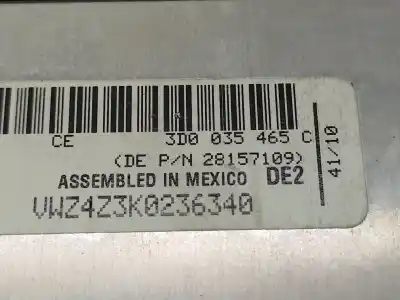 CE 3D0 035 465 C
(DE P/N 28157109)
ASSEMBLED IN MEXICO DE2
VWZ4Z3K0236340
41/10